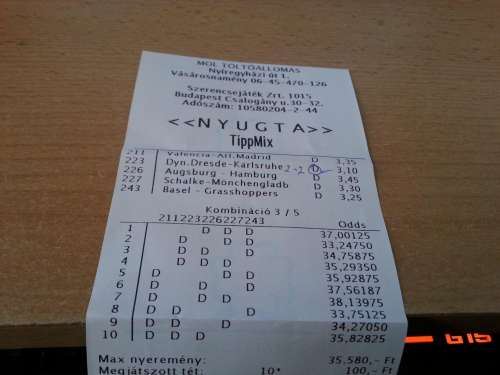 MOL TÖLTŐÁLLOMÁS
Nyíregyházi út 1.
Vásárosnamény 06-45-470-126
Szerencsejáték Zrt. 1015
Budapest Csalogány u.30-32.
Adószám: 10580204-2-44
<<NYUGTA>>
TippMix
211 Valencia-Atl.Madrid D 3,35
223 Dyn.Dresde-Karlsruhe 2-2 D 3,10
226 Augsburg - Hamburg D 3,45
227 Schalke-Mönchengladb D 3,30
243 Basel - Grasshoppers D 3,25
Kombináció 3 / 5
211223226227243 Odds
1 D D D 37,00125
2 D D D 33,24750
3 D D D 34,75875
4 D D D 35,29350
5 D D D 35,92875
6 D D D 37,56187
7 D D D 38,13975
8 D D D 33,75125
9 D D D 34,27050
10 D D D 35,82825
Max nyeremény: 35.580,- Ft
Megjátszott tét: 10* 100,- Ft